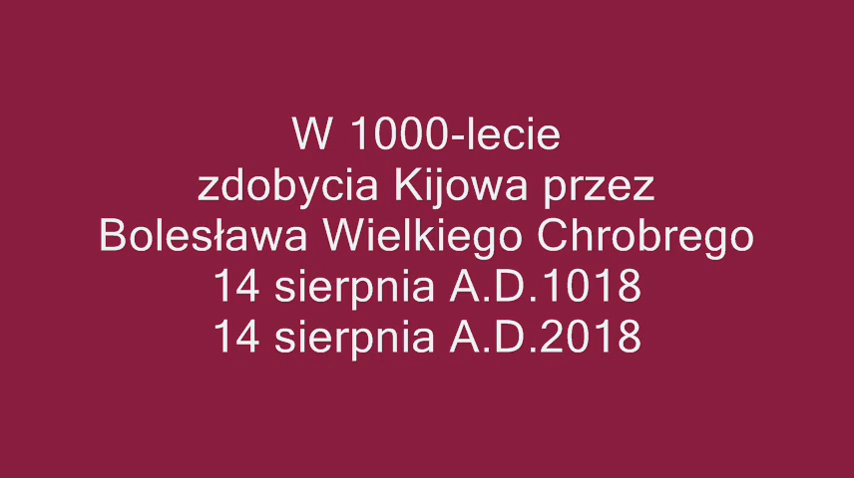 W 1000-lecie
zdobycia Kijowa przez
Bolesława Wielkiego Chrobrego
14 sierpnia A.D.1018
14 sierpnia A.D.2018